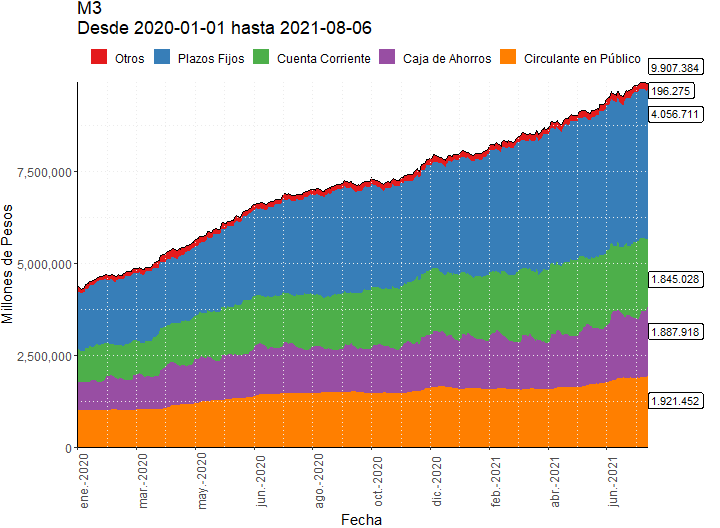 M3
Desde 2020-01-01 hasta 2021-08-06
Otros Plazos Fijos Cuenta Corriente Caja de Ahorros Circulante en Público
9.907.384
196.275
4.056.711
1.845.028
1.887.918
1.921.452
Millones de Pesos
7,500,000
5,000,000
2,500,000
0
ene.-2020
mar.-2020
may.-2020
jun.-2020
ago.-2020
oct.-2020
dic.-2020
feb.-2021
abr.-2021
jun.-2021
Fecha